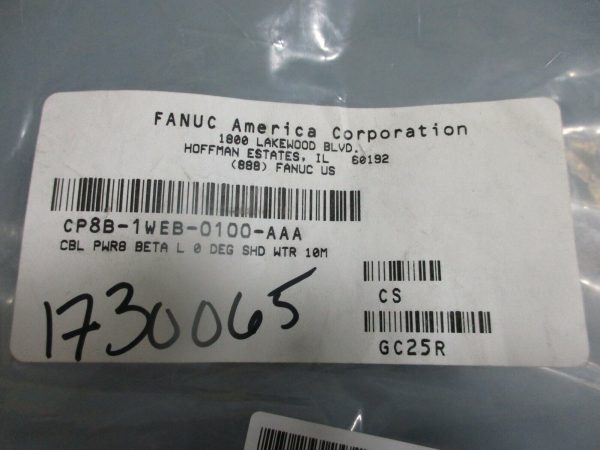 FANUC America Corporation
1800 LAKEWOOD BLVD.
HOFFMAN ESTATES, IL 60192
(888) FANUC US
CP8B-1WEB-0100-AAA
CBL PWR8 BETA L 0 DEG SHD WTR 10M
CS
1730065
GC25R